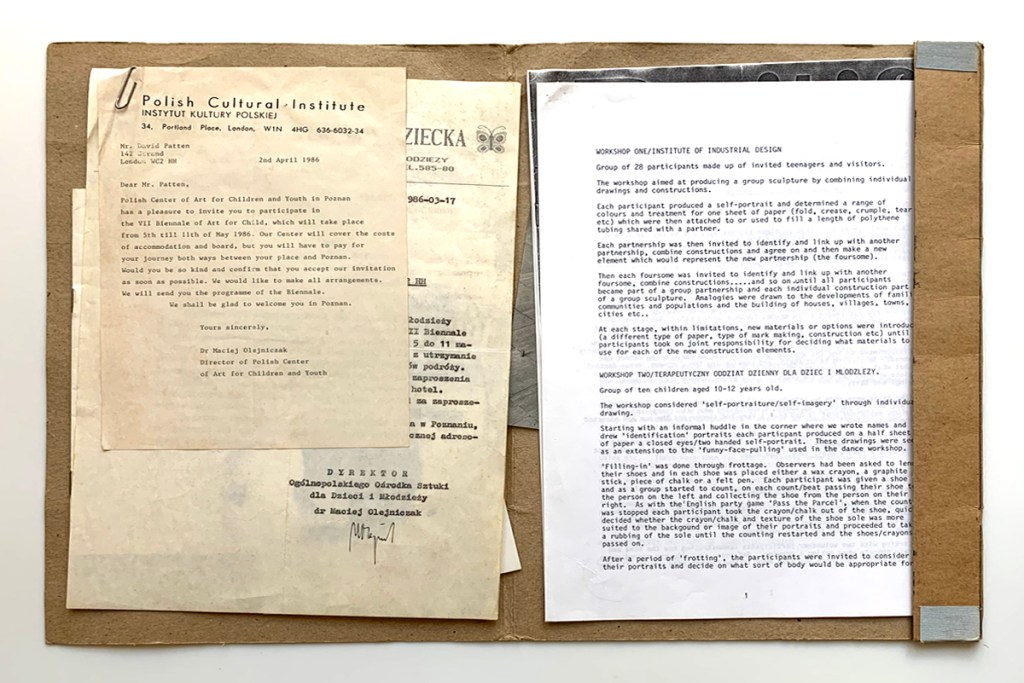 Polish Cultural Institute
INSTYTUT KULTURY POLSKIEJ
34, Portland Place, London, W1N 4HG 636-6032-34
Mr. David Patten
142 Strand
London WC2 HH
2nd April 1986
Dear Mr. Patten,
Polish Center of Art for Children and Youth in Poznan
has a pleasure to invite you to participate in
the VII Biennale of Art for Child, which will take place
from 5th till 11th of May 1986. Our Center will cover the costs
of accommodation and board, but you will have to pay for
your journey both ways between your place and Poznan.
Would you be so kind and confirm that you accept our invitation
as soon as possible. We would like to make all arrangements.
We will send you the programme of the Biennale.
We shall be glad to welcome you in Poznan.
Yours sincerely,
Dr Maciej Olejniczak
Director of Polish Center
of Art for Children and Youth
ZIECKA
ODZIEZY
EL.585-80
986-03-17
łodzieży
II Biennale
5 do 11 ma-
z utrzymanie
ów podróży.
zaproszenia
hotel.
za zaprosze-
a w Poznaniu,
cznej adreso-
DYREKTOR
Ogólnopolskiego Ośrodka Sztuki
dla Dzieci i Młodzieży
dr Maciej Olejniczak
WORKSHOP ONE/INSTITUTE OF INDUSTRIAL DESIGN
Group of 28 participants made up of invited teenagers and visitors.
The workshop aimed at producing a group sculpture by combining individual
drawings and constructions.
Each participant produced a self-portrait and determined a range of
colours and treatment for one sheet of paper (fold, crease, crumple, tear
etc) which were then attached to or used to fill a length of polythene
tubing shared with a partner.
Each partnership was then invited to identify and link up with another
partnership, combine constructions and agree on and then make a new
element which would represent the new partnership (the foursome).
Then each foursome was invited to identify and link up with another
foursome, combine constructions.....and so on until all participants
became part of a group partnership and each individual construction part
of a group sculpture. Analogies were drawn to the developments of famil
communities and populations and the building of houses, villages, towns,
cities etc..
At each stage, within limitations, new materials or options were introduc
(a different type of paper, type of mark making, construction etc) until
participants took on joint responsibility for deciding what materials to
use for each of the new construction elements.
WORKSHOP TWO/TERAPEUTYCZNY ODDZIAT DZIENNY DLA DZIEC I MLODZLEZY.
Group of ten children aged 10-12 years old.
The workshop considered 'self-portraiture/self-imagery' through individua
drawing.
Starting with an informal huddle in the corner where we wrote names and
drew 'identification' portraits each particpant produced on a half sheet
of paper a closed eyes/two handed self-portrait. These drawings were see
as an extension to the 'funny-face-pulling' used in the dance workshop.
'Filling-in' was done through frottage. Observers had been asked to len
their shoes and in each shoe was placed either a wax crayon, a graphite
stick, piece of chalk or a felt pen. Each participant was given a shoe
and as a group started to count, on each count/beat passing their shoe t
the person on the left and collecting the shoe from the person on their
right. As with the'English party game 'Pass the Parcel', when the count
was stopped each participant took the crayon/chalk out of the shoe, quic
decided whether the crayon/chalk and texture of the shoe sole was more
suited to the backgound or image of their portraits and proceeded to tak
a rubbing of the sole until the counting restarted and the shoes/crayons
passed on.
After a period of 'frotting', the participants were invited to consider
their portraits and decide on what sort of body would be appropriate for
1